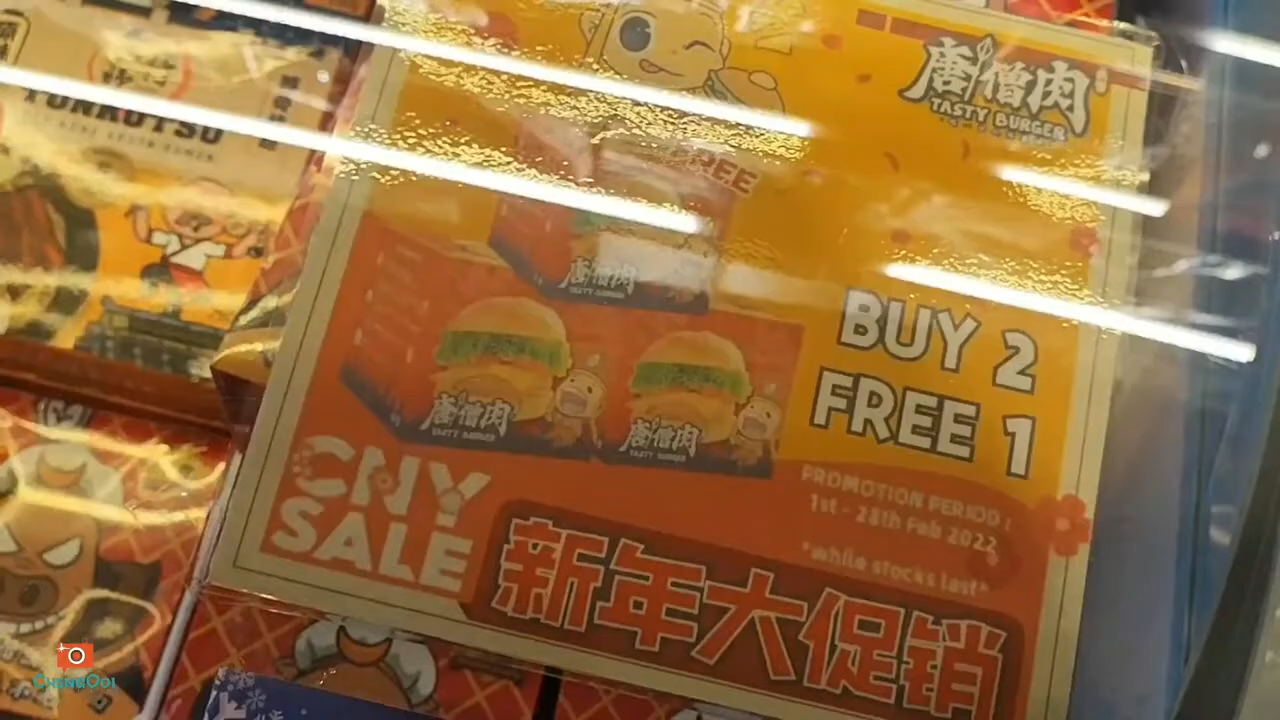 唐僧肉
TASTY BURGER
TONKOTSU
FREE
唐僧肉
TASTY BURGER
BUY 2
FREE 1
唐僧肉
TASTY BURGER
唐僧肉
TASTY BURGER
PROMOTION PERIOD :
1st - 28th Feb 2022
*while stocks last*
CNY
SALE
新年大促销
CHENGOOI